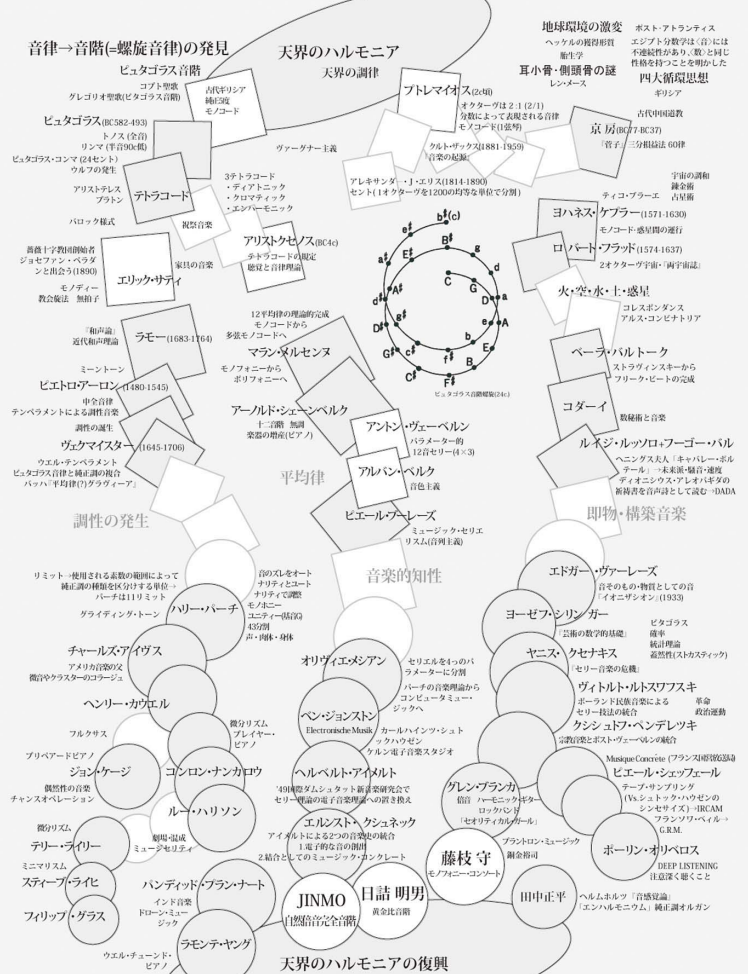 音律→音階(=螺旋音律)の発見
ピュタゴラス音階
コプト聖歌
グレゴリオ聖歌(ピタゴラス音階)
古代ギリシア
純正5度
モノコード
天界のハルモニア
天界の調律
地球環境の激変
ヘッケルの獲得形質
胎生学
耳小骨・側頭骨の謎
レン・メース
ポスト・アトランティス
エジプト分数学は〈音〉には
不連続性があり、〈数〉と同じ
性格を持つことを明かした
四大循環思想
ギリシア
プトレマイオス(2c頃)
オクターヴは 2:1 (2/1)
分数によって表現される音律
モノコード(1弦琴)
クルト・ザックス(1881-1959)
『音楽の起源』
古代中国道教
京 房(BC77-BC37)
「管子」三分損益法 60律
ピュタゴラス(BC582-493)
トノス (全音)
リンマ (半音90c低)
ピュタゴラス・コンマ (24セント)
ウルフの発生
ヴァーグナー主義
アレキサンダー・J・エリス(1814-1890)
セント( 1オクターヴを1200の均等な単位で分割 )
アリストテレス
プラトン
テトラコード
3テトラコード
・ディアトニック
・クロマティック
・エンハーモニック
バロック様式
祝祭音楽
アリストクセノス(BC4c)
テトラコードの規定
聴覚と音律理論
宇宙の調和
錬金術
占星術
ティコ・ブラーエ
ヨハネス・ケプラー(1571-1630)
モノコード・惑星間の運行
ロバート・フラッド(1574-1637)
2オクターヴ宇宙・『両宇宙誌』
火・空・水・土・惑星
コレスポンダンス
アルス・コンビナトリア
薔薇十字教団創始者
ジョセファン・ペラダ
ンと出会う(1890)
モノディー
教会旋法 無拍子
エリック・サティ
家具の音楽
b♯(c)
e♯
B♯
g
a♯
E♯
d
C
G
D
a
d♯
A♯
e
A
D♯
g♯
b
E
G♯
c♯
f♯
B
C♯
F♯
ピュタゴラス音階螺旋(24c)
12平均律の理論的完成
モノコードから
多弦モノコードへ
マラン・メルセンヌ
モノフォニーから
ポリフォニーへ
「和声論」
近代和声理論
ラモー(1683-1764)
ミーントーン
ピエトロ・アーロン(1480-1545)
中全音律
テンペラメントによる調性音楽
調性の誕生
ヴェクマイスター(1645-1706)
ウエル・テンペラメント
ピュタゴラス音律と純正調の複合
バッハ『平均律(?)グラヴィーア』
アーノルド・シェーンベルク
十二音階 無調
楽器の増産(ピアノ)
アントン・ヴェーベルン
パラメーター的
12音セリー(4×3)
アルバン・ベルク
音色主義
ピエール・ブーレーズ
ミュージック・セリエ
リスム(音列主義)
ベーラ・バルトーク
ストラヴィンスキーから
フリーク・ビートの完成
コダーイ
数秘術と音楽
ルイジ・ルッソロ+フーゴー・バル
ヘニングス夫人「キャバレー・ボル
テール」→未来派・騒音・速度
ディオニシウス・アレオパギダの
祈祷書を音声詩として読む→DADA
調性の発生
平均律
音楽的知性
即物・構築音楽
リミット→使用される素数の範囲によって
純正調の種類を区分けする単位→
パーチは11リミット
グライディング・トーン
ハリー・パーチ
音のズレをオート
ナリティとユート
ナリティで調整
モノホニー
ユニティー(基音G)
43分割
声・肉体・身体
エドガー・ヴァーレーズ
音そのもの・物質としての音
「イオニザシオン」(1933)
ヨーゼフ・シリンガー
『芸術の数学的基礎』
ピタゴラス
確率
統計理論
蓋然性(ストカスティック)
ヤニス・クセナキス
「セリー音楽の危機」
チャールズ・アイヴス
アメリカ音楽の父
微音やクラスターのコラージュ
オリヴィエ・メシアン
セリエルを4っのパ
ラメーターに分割
ヘンリー・カウエル
パーチの音楽理論から
コンピュータミュー・
ジックへ
ヴィトルト・ルトスワフスキ
ポーランド民族音楽による
セリー技法の統合
革命
政治運動
ペン・ジョンストン
Electronische Musik
カールハインツ・シュト
ックハウゼン
ケルン電子音楽スタジオ
クシシュトフ・ペンデレツキ
宗教音楽とポスト・ヴェーベルンの統合
フルクサス
微分リズム
プレイヤー・
ピアノ
プリペアードピアノ
ジョン・ケージ
偶然性の音楽
チャンスオペレーション
コンロン・ナンカロウ
ルー・ハリソン
劇場・混成
ミュージセリティ
ヘルベルト・アイメルト
'49国際ダムシュタット新音楽研究会で
セリー理論の電子音楽理論への置き換え
Musique Concrète (フランス国営放送局)
ピエール・シェッフェール
テープ・サンプリング
(Vs.シュトック・ハウゼンの
シンセサイズ)→IRCAM
フランソワ・ベイル→
G.R.M.
グレン・ブランカ
倍音 ハーモニック・ギター
ロックバンド
「セオリティカル・ガール」
エルンスト・クシュネック
アイメルトによる2つの音楽史の統合
1.電子的な音の創出
2.結合としてのミュージック・コンクレート
微分リズム
テリー・ライリー
ミニマリスム
スティーブ・ライヒ
フィリップ・グラス
ポーリン・オリベロス
DEEP LISTENING
注意深く聴くこと
藤枝 守
モノフォニー・コンソート
プランドロン・ミュージック
銅金裕司
パンディッド・プラン・ナート
インド音楽
ドローン・ミュー
ジック
JINMO
自然倍音完全音階
日詰 明男
黄金比音階
田中正平
ヘルムホルツ「音感覚論」
「エンハルモニウム」純正調オルガン
ラモンテ・ヤング
ウエル・チューンド・
ピアノ
天界のハルモニアの復興